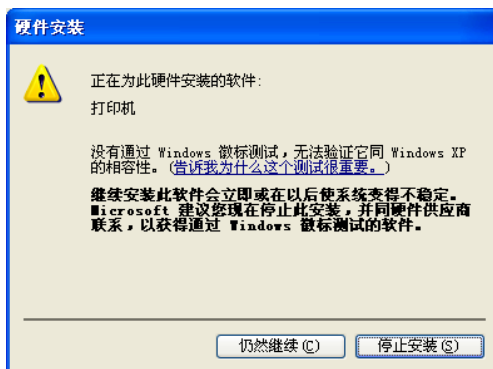 硬件安装
正在为此硬件安装的软件:
打印机
没有通过 Windows 徽标测试，无法验证它同 Windows XP
的相容性。(告诉我为什么这个测试很重要。)
继续安装此软件会立即或在以后使系统变得不稳定。
Microsoft 建议您现在停止此安装，并同硬件供应商
联系，以获得通过 Windows 徽标测试的软件。
仍然继续(C)
停止安装(S)